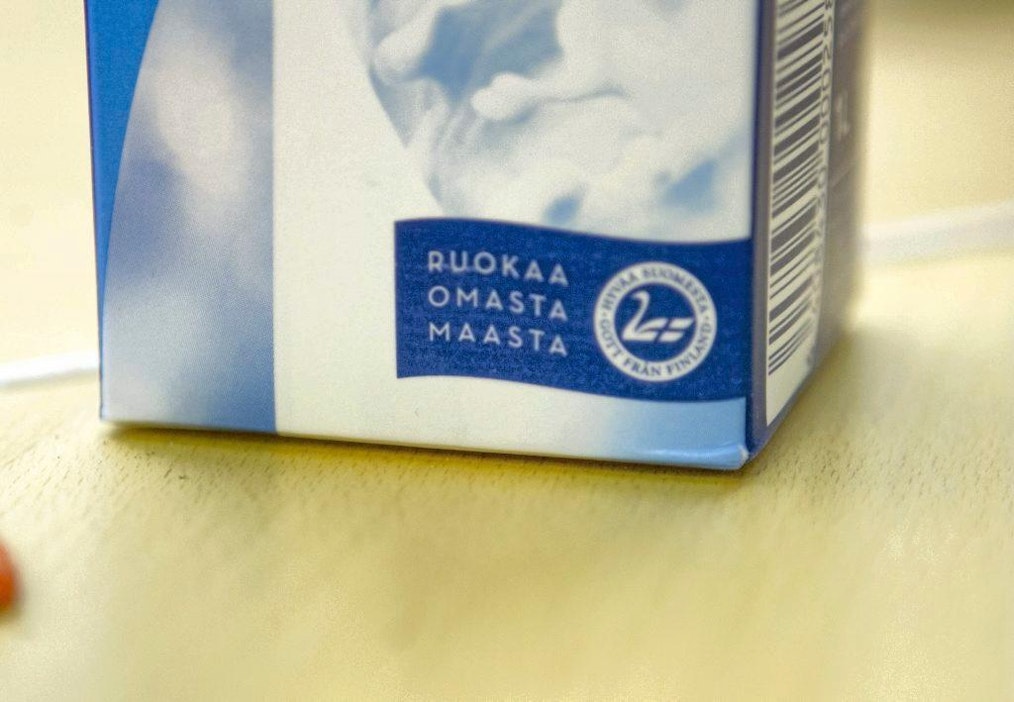 RUOKAA
OMASTA
MAASTA
HYVÄÄ SUOMESTA
GOTT FRÅN FINLAND